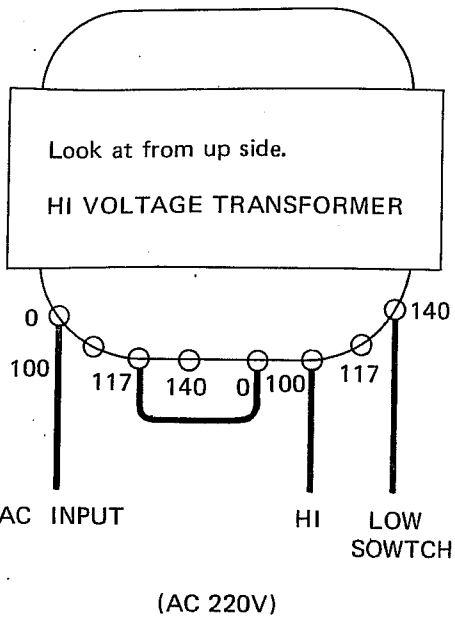 Look at from up side.
HI VOLTAGE TRANSFORMER
0 140
100 117 140 0 100 117
AC INPUT HI LOW
SOWTCH
(AC 220V)